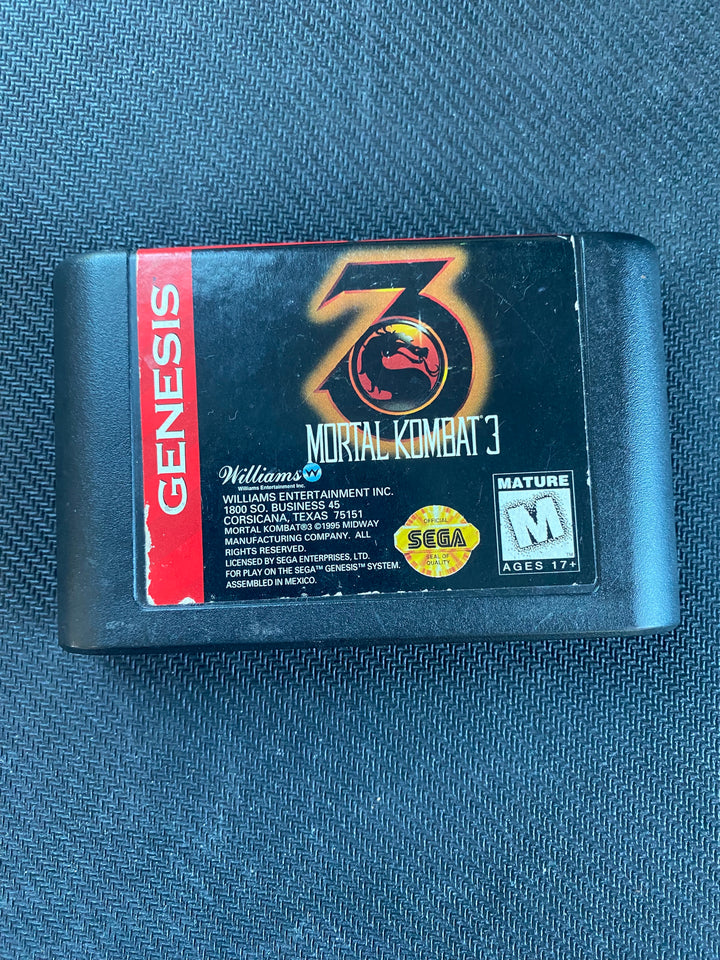 GENESIS
3
MORTAL KOMBAT® 3
Williams W
Williams Entertainment Inc.
WILLIAMS ENTERTAINMENT INC.
1800 SO. BUSINESS 45
CORSICANA, TEXAS 75151
MORTAL KOMBAT®3 ©1995 MIDWAY
MANUFACTURING COMPANY. ALL
RIGHTS RESERVED.
LICENSED BY SEGA ENTERPRISES, LTD.
FOR PLAY ON THE SEGA™ GENESIS™ SYSTEM.
ASSEMBLED IN MEXICO.
OFFICIAL
SEGA
SEAL OF
QUALITY
MATURE
M
™
AGES 17+